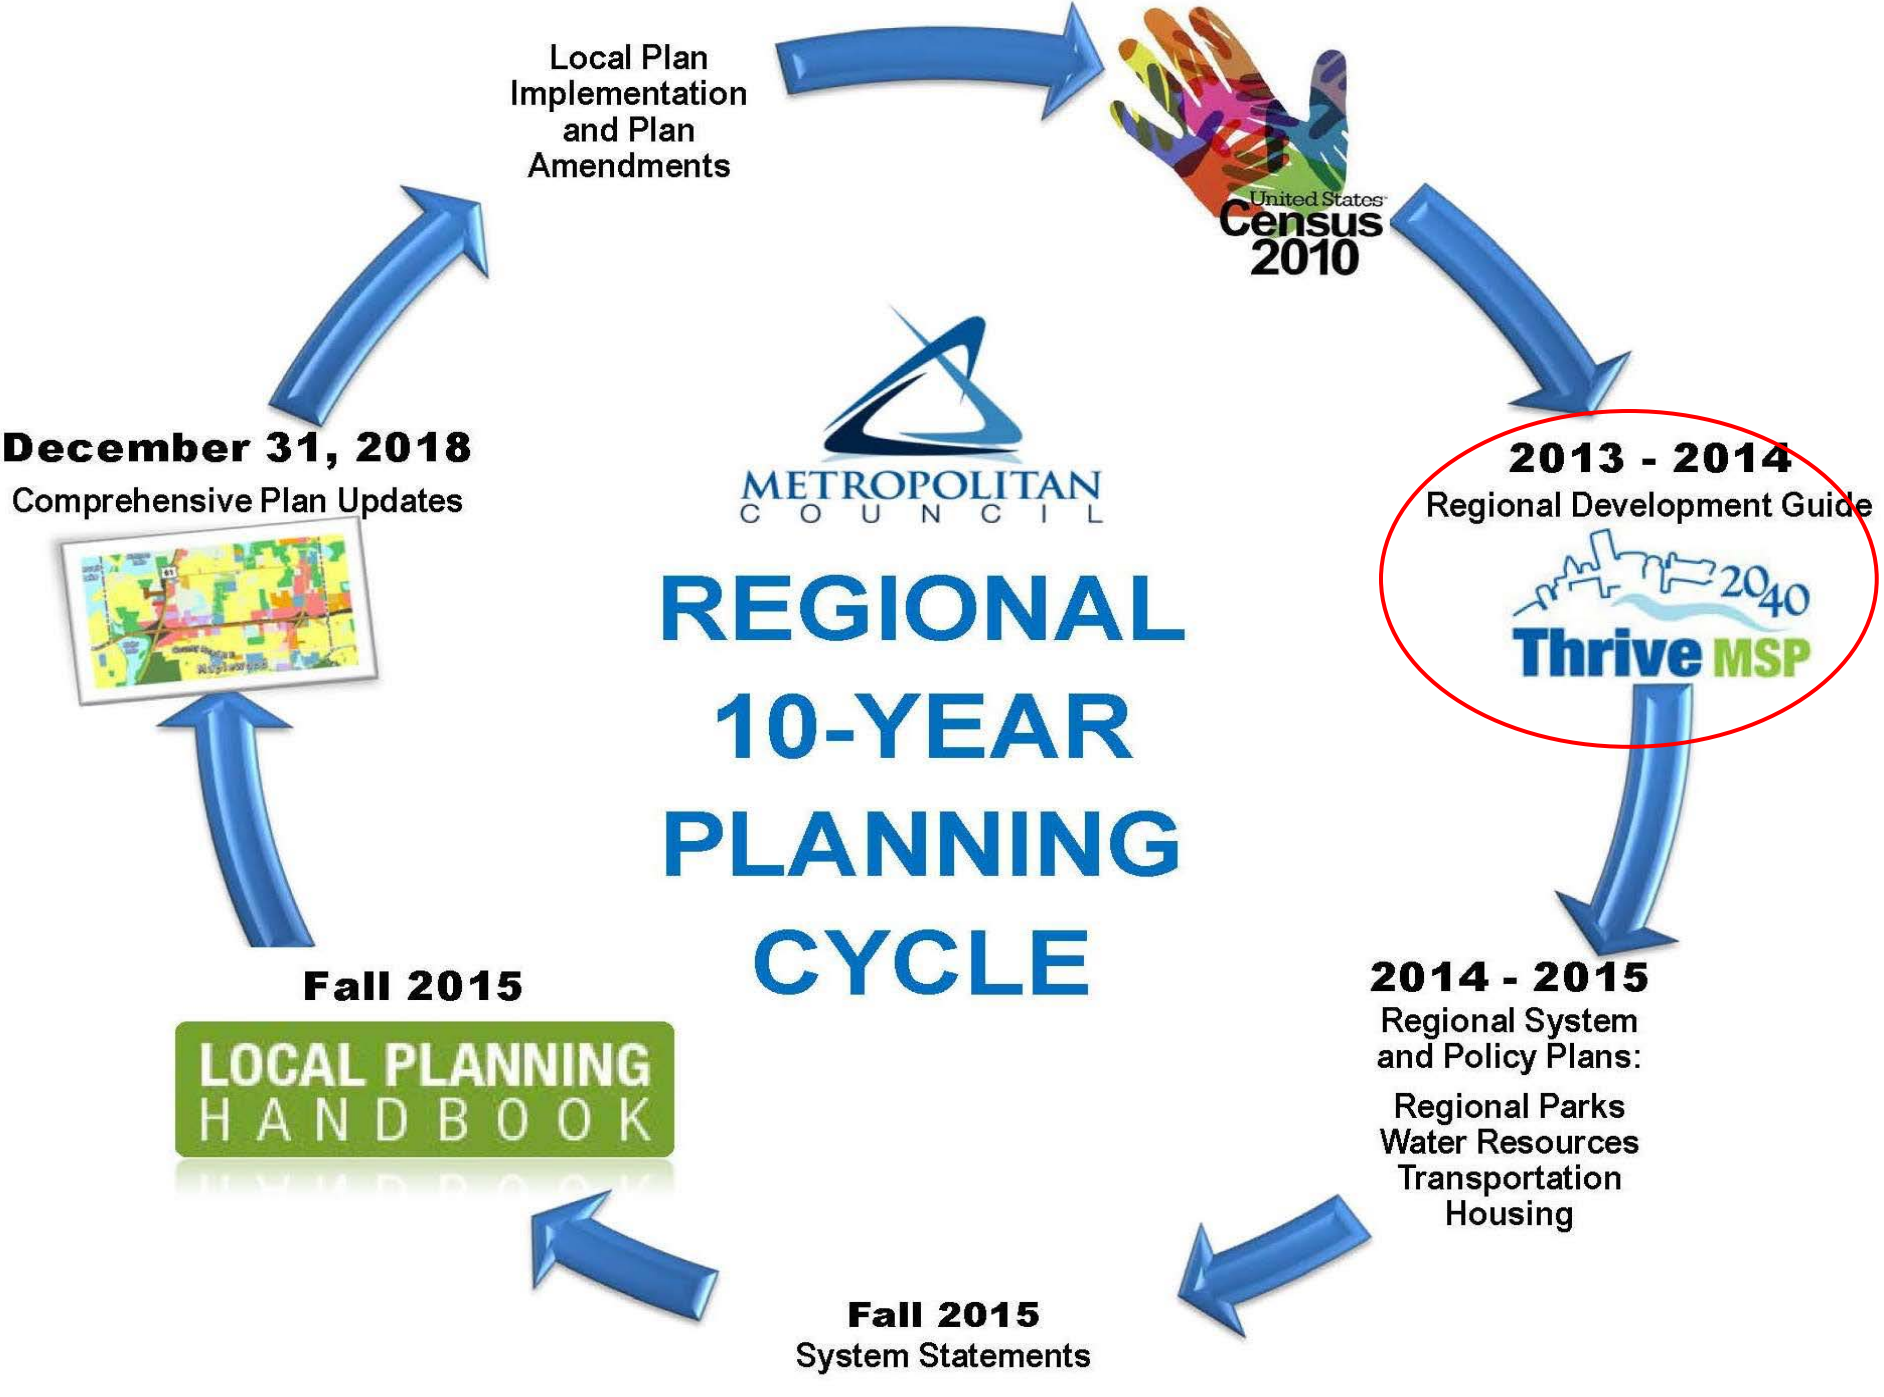 Local Plan
Implementation
and Plan
Amendments
United States
Census
2010
METROPOLITAN
COUNCIL
REGIONAL
10-YEAR
PLANNING
CYCLE
2013 - 2014
Regional Development Guide
2040
Thrive MSP
2014 - 2015
Regional System
and Policy Plans:
Regional Parks
Water Resources
Transportation
Housing
Fall 2015
System Statements
Fall 2015
LOCAL PLANNING
HANDBOOK
December 31, 2018
Comprehensive Plan Updates
61
Maplewood